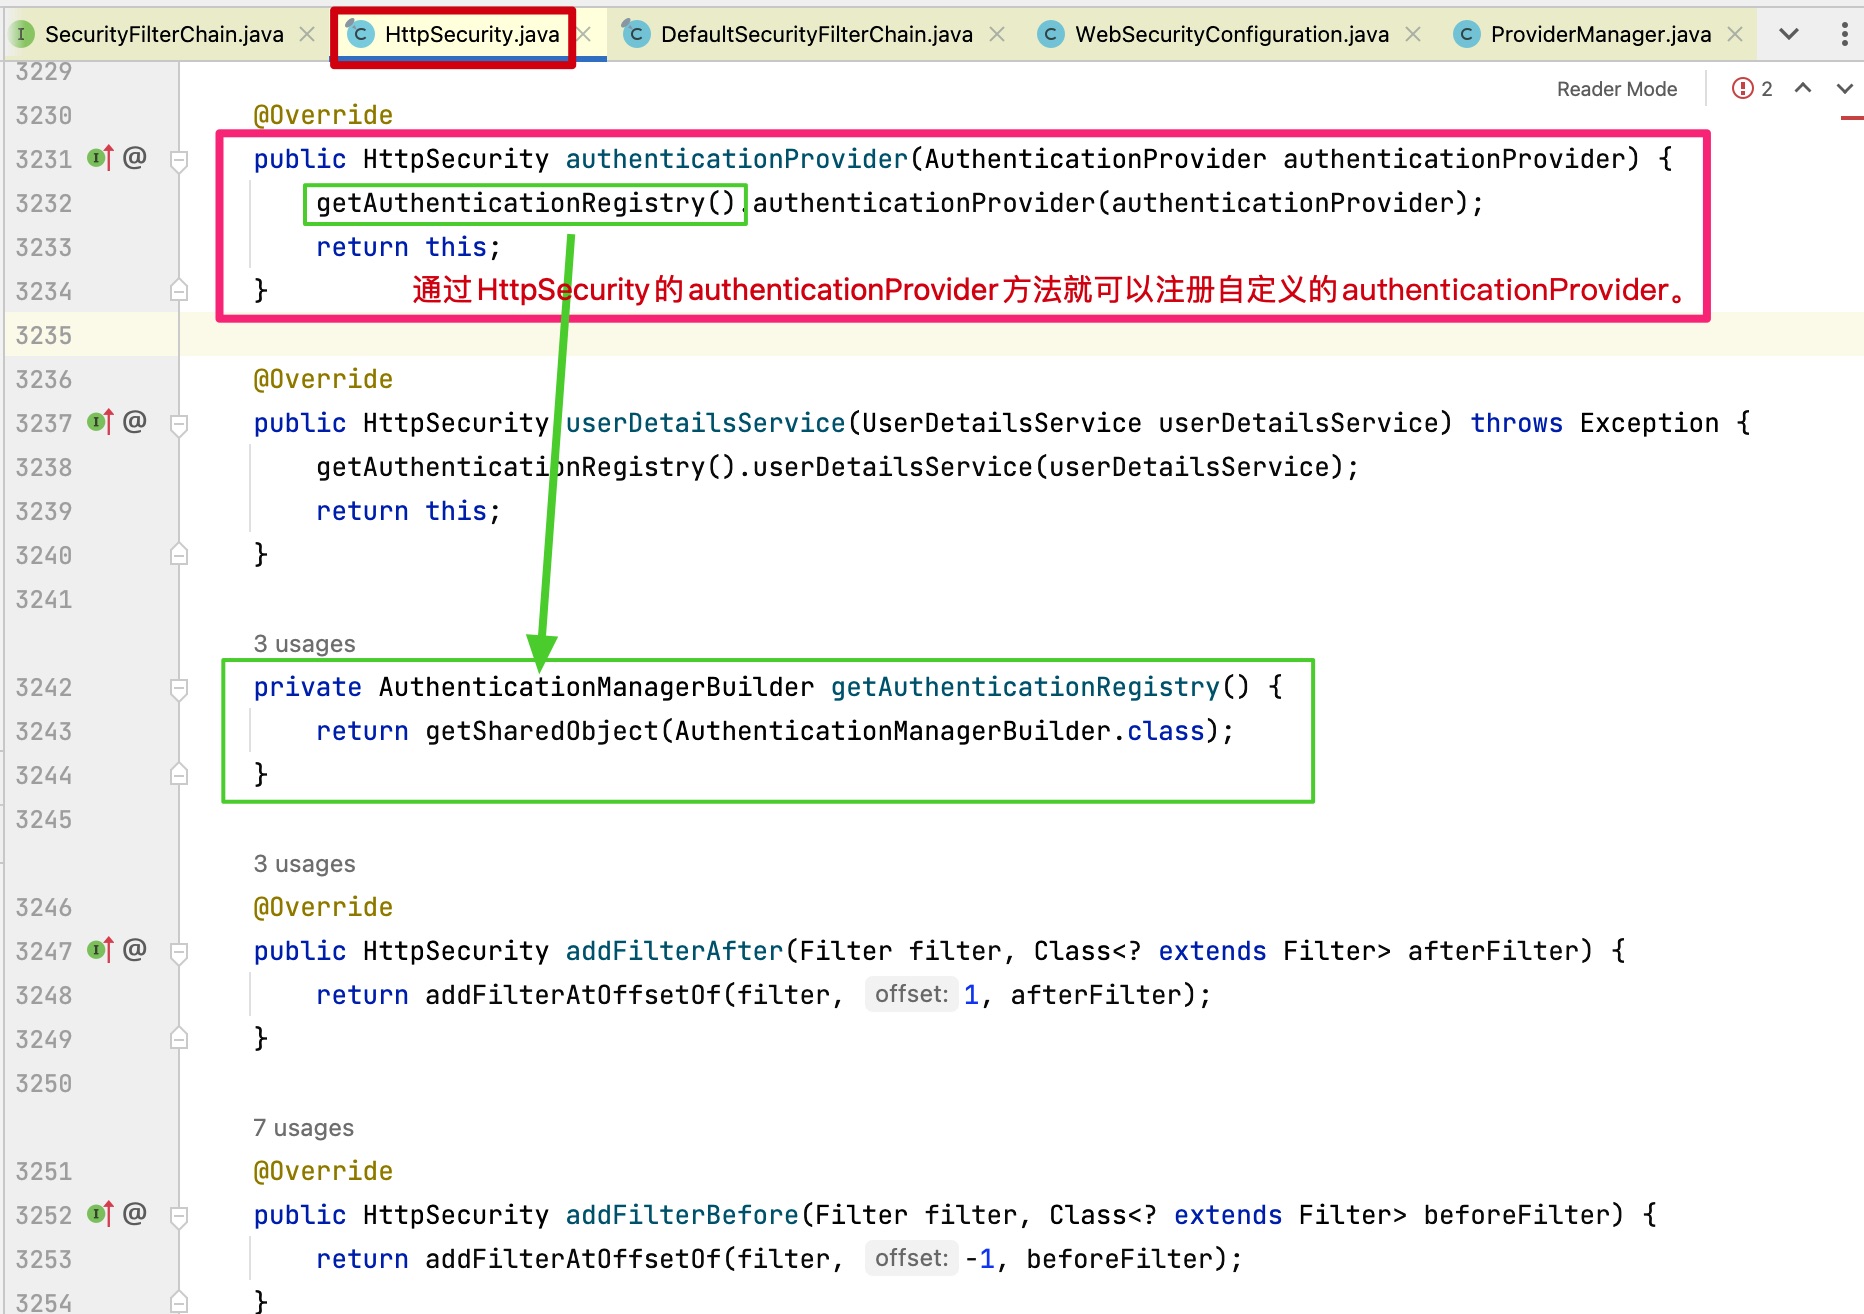 SecurityFilterChain.java HttpSecurity.java DefaultSecurityFilterChain.java WebSecurityConfiguration.java ProviderManager.java
3229
Reader Mode 2
3230 @Override
3231 public HttpSecurity authenticationProvider(AuthenticationProvider authenticationProvider) {
3232 getAuthenticationRegistry().authenticationProvider(authenticationProvider);
3233 return this;
3234 } 通过HttpSecurity的authenticationProvider方法就可以注册自定义的authenticationProvider。
3235
3236 @Override
3237 public HttpSecurity userDetailsService(UserDetailsService userDetailsService) throws Exception {
3238 getAuthenticationRegistry().userDetailsService(userDetailsService);
3239 return this;
3240 }
3241
3 usages
3242 private AuthenticationManagerBuilder getAuthenticationRegistry() {
3243 return getSharedObject(AuthenticationManagerBuilder.class);
3244 }
3245
3 usages
3246 @Override
3247 public HttpSecurity addFilterAfter(Filter filter, Class<? extends Filter> afterFilter) {
3248 return addFilterAtOffsetOf(filter, offset: 1, afterFilter);
3249 }
3250
7 usages
3251 @Override
3252 public HttpSecurity addFilterBefore(Filter filter, Class<? extends Filter> beforeFilter) {
3253 return addFilterAtOffsetOf(filter, offset: -1, beforeFilter);
3254 }